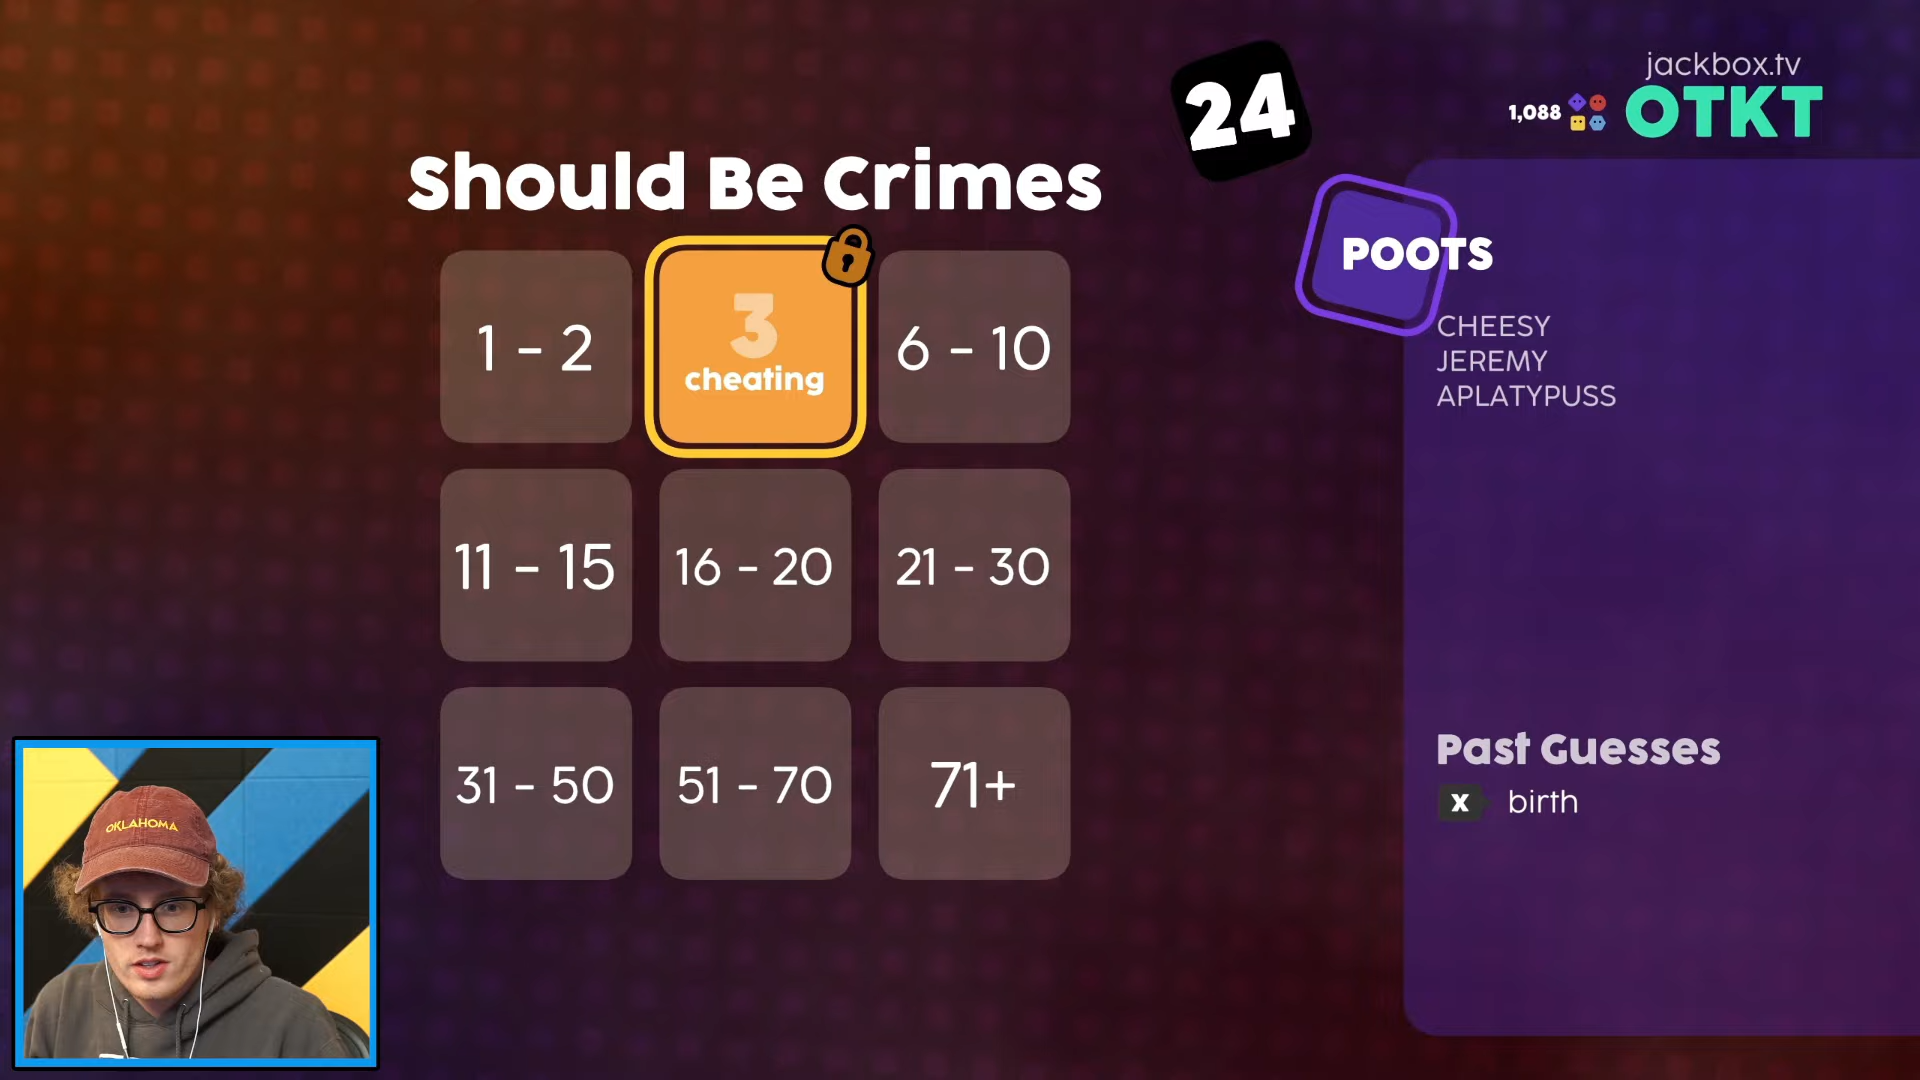 jackbox.tv
1,088 OTKT
24
Should Be Crimes
POOTS
CHEESY
JEREMY
APLATYPUSS
1 - 2
3
cheating
6 - 10
11 - 15
16 - 20
21 - 30
31 - 50
51 - 70
71+
Past Guesses
X birth
OKLAHOMA